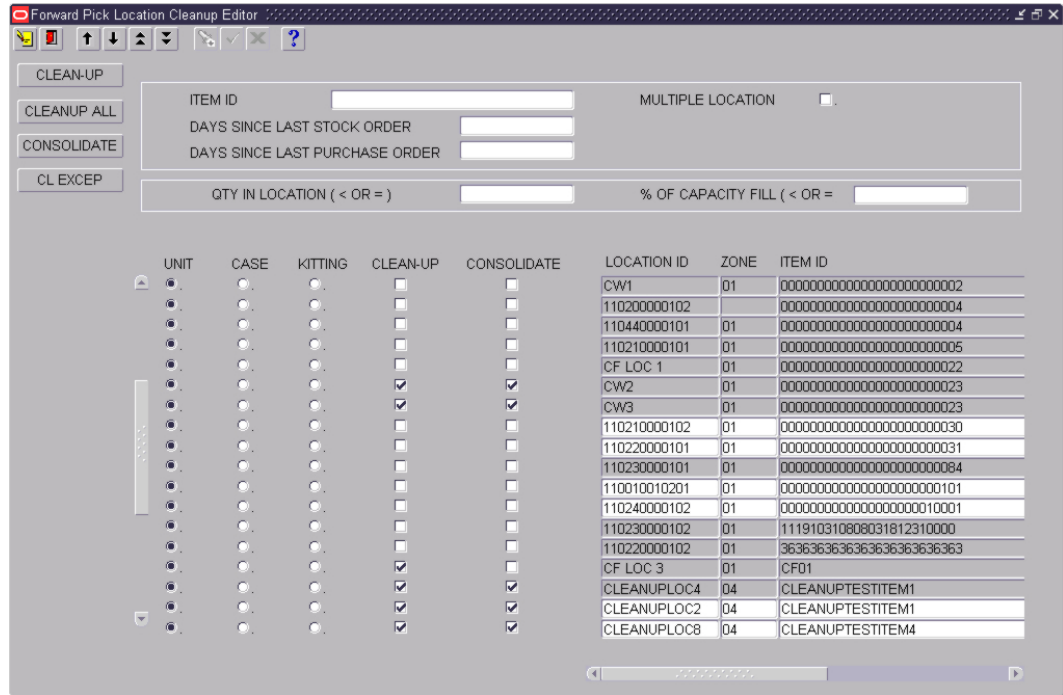 Forward Pick Location Cleanup Editor
CLEAN-UP
CLEANUP ALL
CONSOLIDATE
CL EXCEP
ITEM ID MULTIPLE LOCATION
DAYS SINCE LAST STOCK ORDER
DAYS SINCE LAST PURCHASE ORDER
QTY IN LOCATION ( < OR = ) % OF CAPACITY FILL ( < OR =
UNIT CASE KITTING CLEAN-UP CONSOLIDATE LOCATION ID ZONE ITEM ID
CW1 01 0000000000000000000000002
110200000102 0000000000000000000000004
110440000101 01 0000000000000000000000004
110210000101 01 0000000000000000000000005
CF LOC 1 01 0000000000000000000000022
CW2 01 0000000000000000000000023
CW3 01 0000000000000000000000023
110210000102 01 0000000000000000000000030
110220000101 01 0000000000000000000000031
110230000101 01 0000000000000000000000084
110010010201 01 0000000000000000000000101
110240000102 01 0000000000000000000010001
110230000102 01 111910310808031812310000
110220000102 01 3636363636363636363636363
CF LOC 3 01 CF01
CLEANUPLOC4 04 CLEANUPTESTITEM1
CLEANUPLOC2 04 CLEANUPTESTITEM1
CLEANUPLOC8 04 CLEANUPTESTITEM4